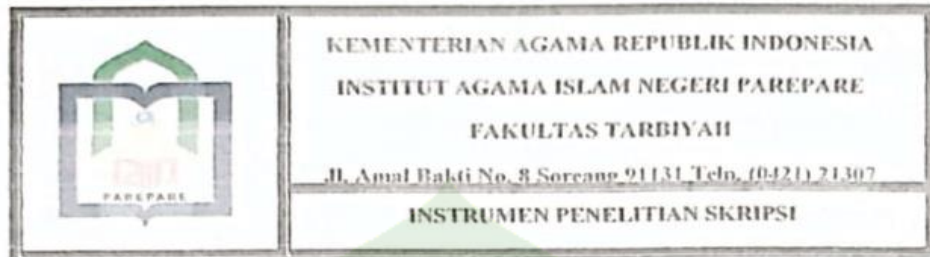 PAREPARE
KEMENTERIAN AGAMA REPUBLIK INDONESIA
INSTITUT AGAMA ISLAM NEGERI PAREPARE
FAKULTAS TARBIYAH
Jl. Amal Bakti No. 8 Soreang 91131 Telp. (0421) 21307
INSTRUMEN PENELITIAN SKRIPSI